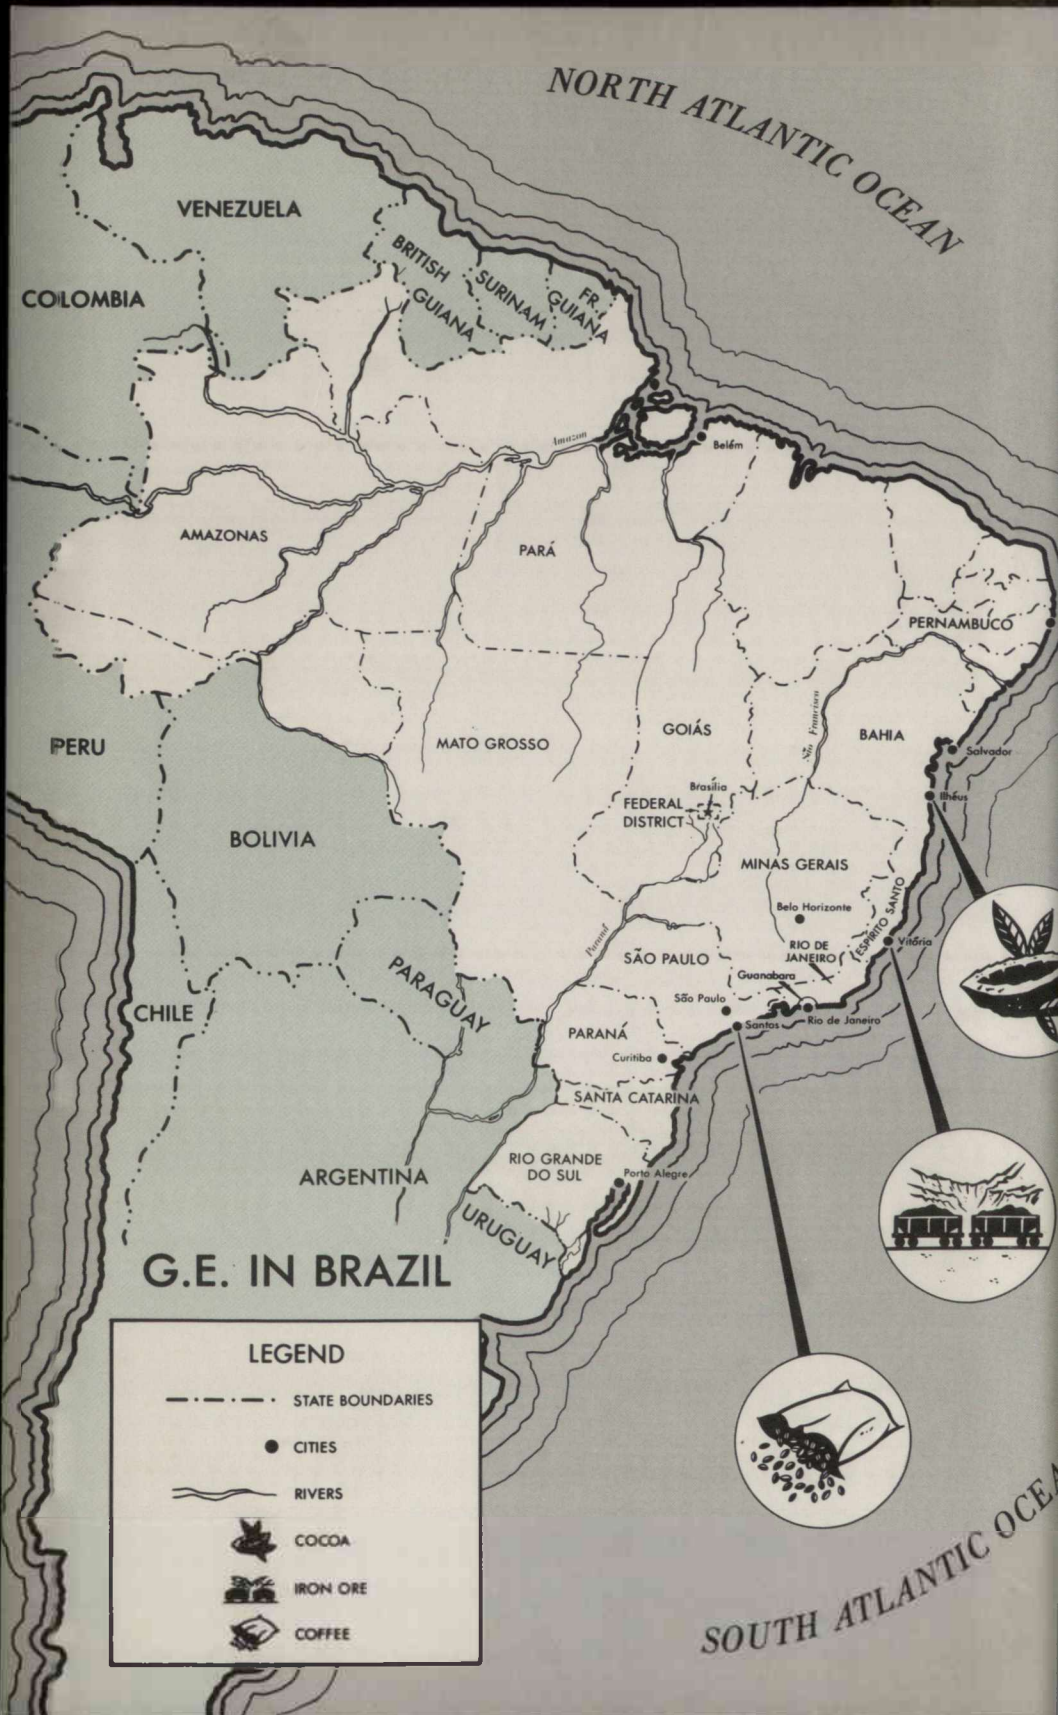 NORTH ATLANTIC OCEAN
VENEZUELA
COLOMBIA
BRITISH
GUIANA
SURINAM
FR.
GUIANA
Amazon
Belém
AMAZONAS
PARÁ
PERNAMBUCO
PERU
MATO GROSSO
GOIÁS
São Francisco
BAHIA
Salvador
Brasília
FEDERAL
DISTRICT
Ilhéus
BOLIVIA
MINAS GERAIS
Belo Horizonte
ESPIRITO SANTO
Vitória
Paraná
SÃO PAULO
RIO DE
JANEIRO
Guanabara
PARAGUAY
CHILE
São Paulo
Santos
Rio de Janeiro
PARANÁ
Curitiba
SANTA CATARINA
ARGENTINA
RIO GRANDE
DO SUL
Porto Alegre
URUGUAY
G.E. IN BRAZIL
LEGEND
STATE BOUNDARIES
CITIES
RIVERS
COCOA
IRON ORE
COFFEE
SOUTH ATLANTIC